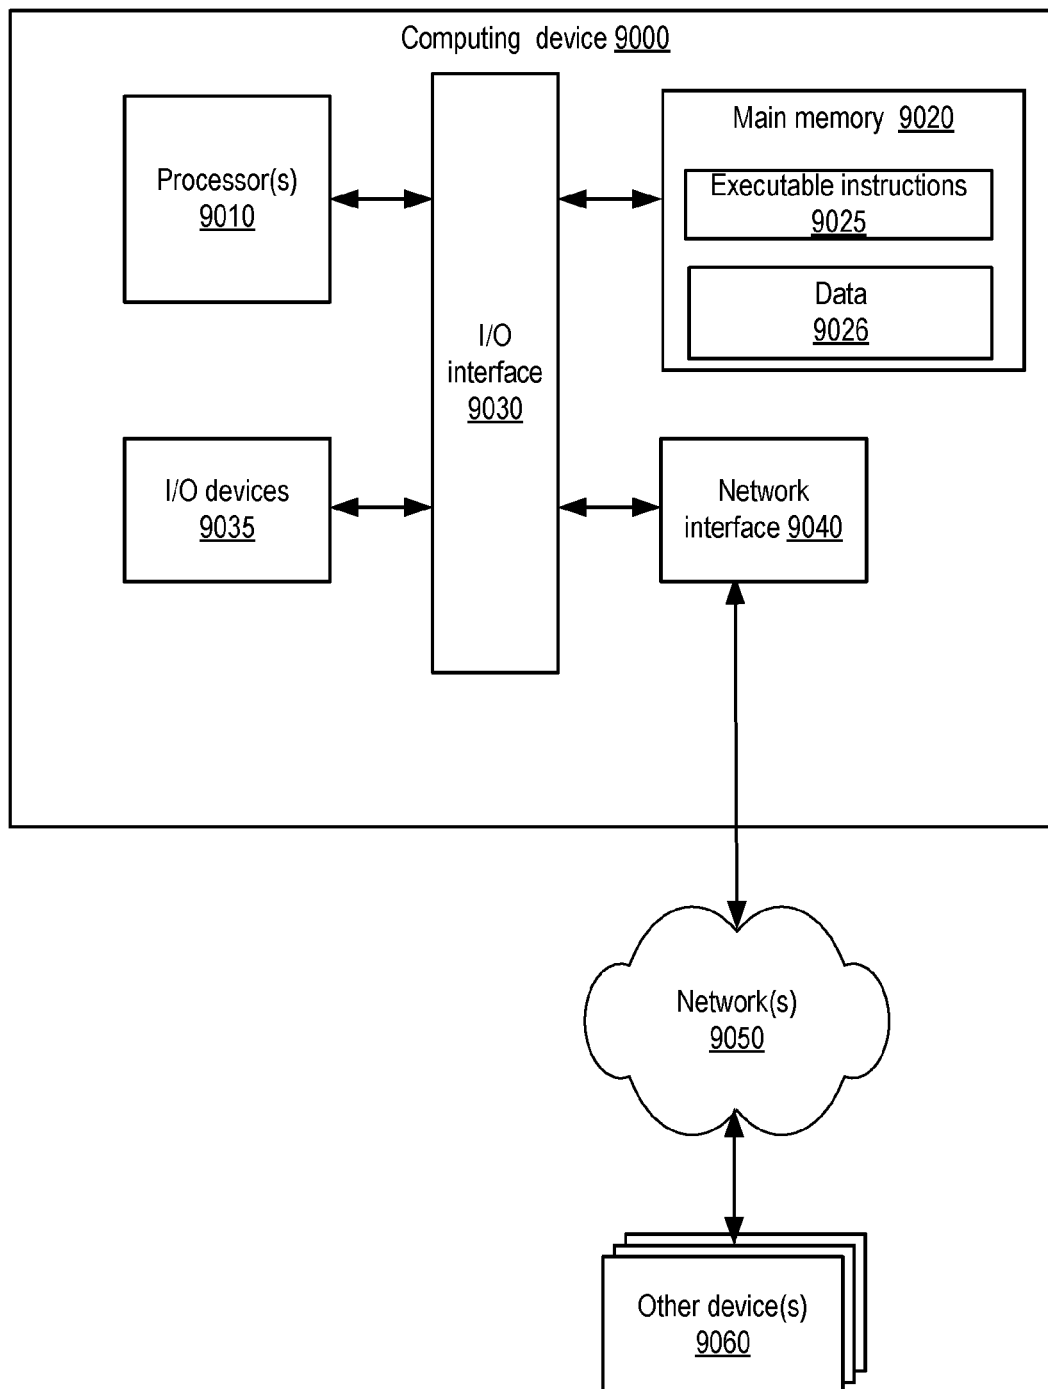 Computing device 9000
Processor(s)
9010
I/O
interface
9030
Main memory 9020
Executable instructions
9025
Data
9026
I/O devices
9035
Network
interface 9040
Network(s)
9050
Other device(s)
9060